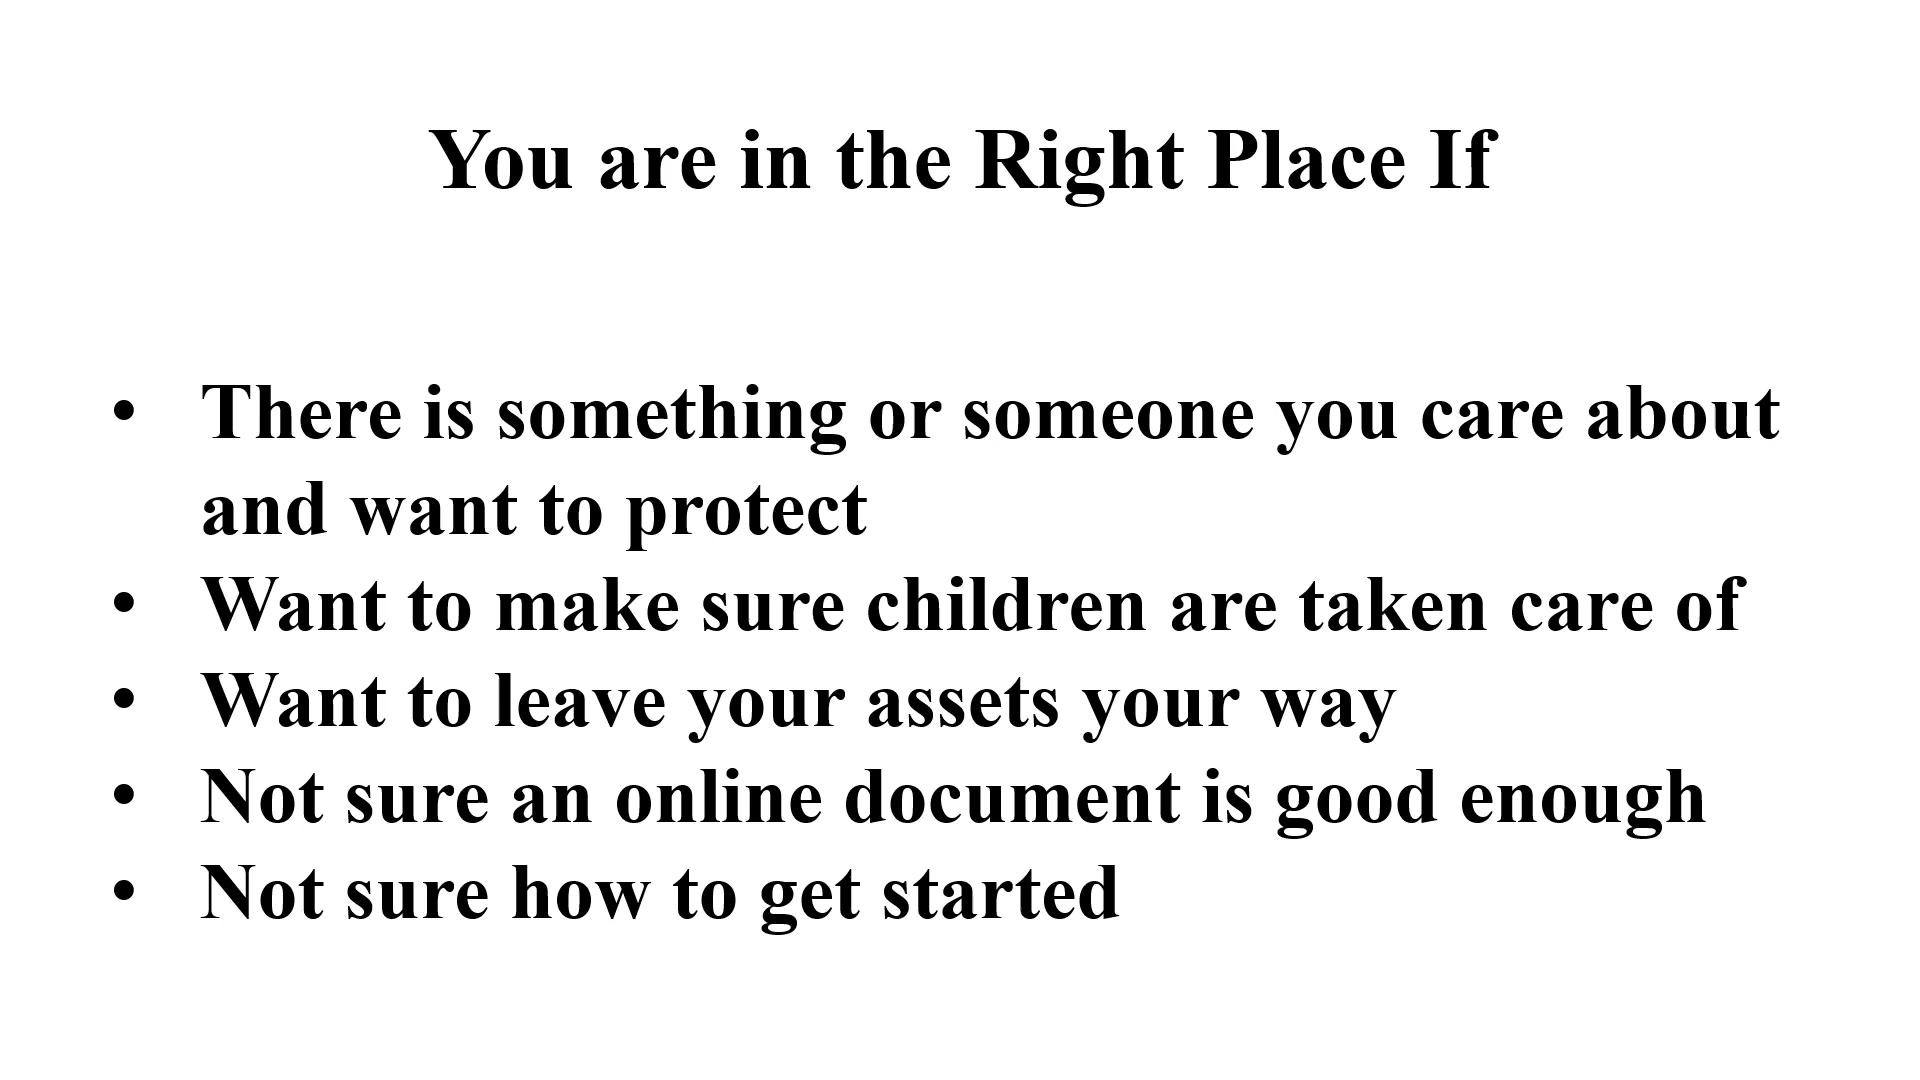 You are in the Right Place If
• There is something or someone you care about
and want to protect
• Want to make sure children are taken care of
• Want to leave your assets your way
• Not sure an online document is good enough
• Not sure how to get started